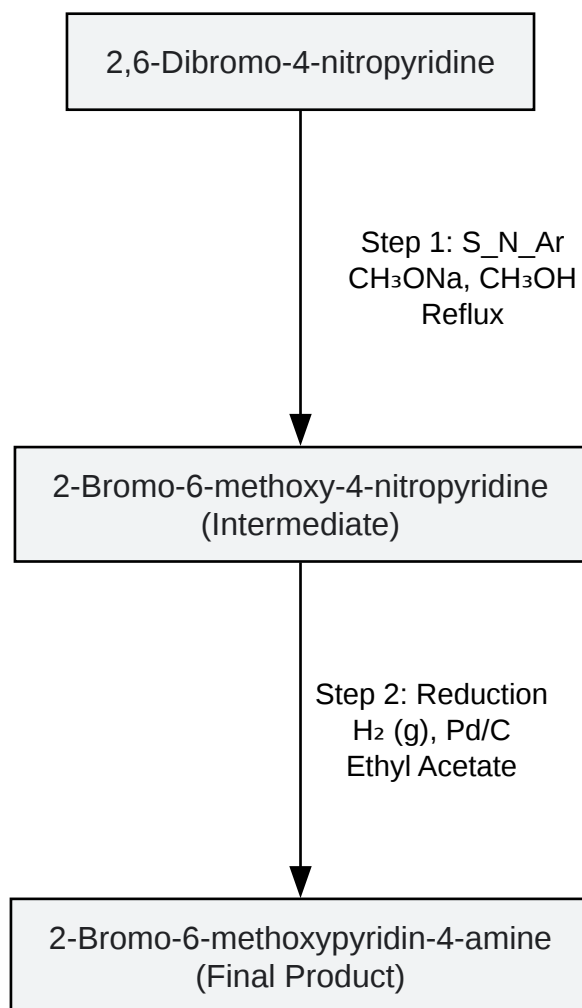 2,6-Dibromo-4-nitropyridine
Step 1: S_N_Ar
CH₃ONa, CH₃OH
Reflux
2-Bromo-6-methoxy-4-nitropyridine
(Intermediate)
Step 2: Reduction
H₂ (g), Pd/C
Ethyl Acetate
2-Bromo-6-methoxypyridin-4-amine
(Final Product)